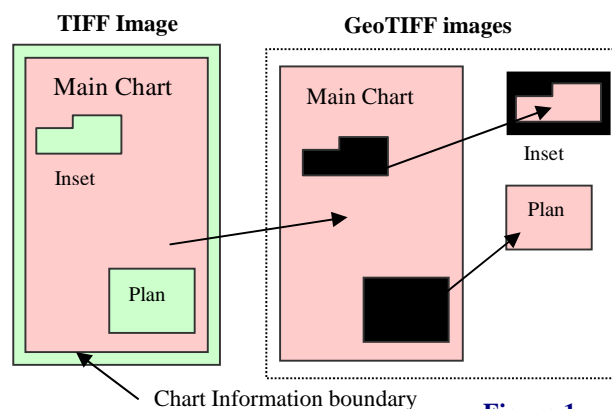 TIFF Image
GeoTIFF images
Main Chart
Inset
Plan
Main Chart
Inset
Plan
Chart Information boundary